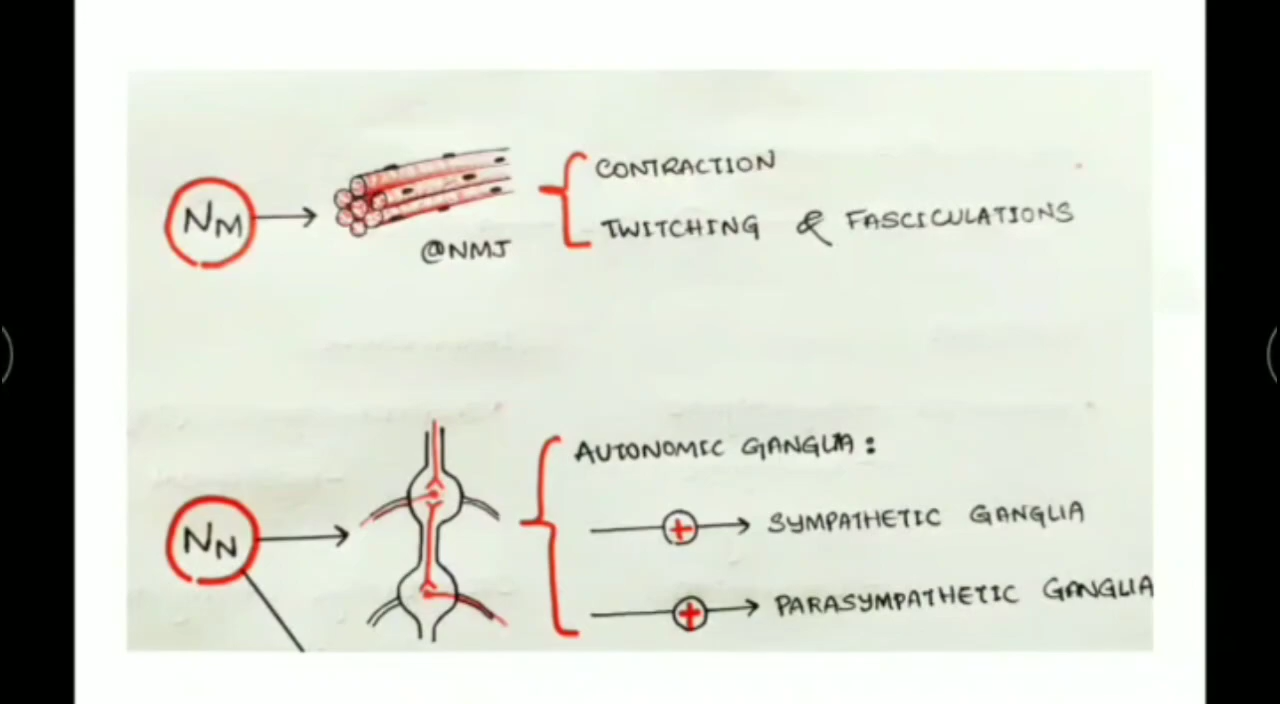 NM
CONTRACTION
TWITCHING & FASCICULATIONS
@NMJ
NN
AUTONOMIC GANGLIA:
+ SYMPATHETIC GANGLIA
+ PARASYMPATHETIC GANGLIA